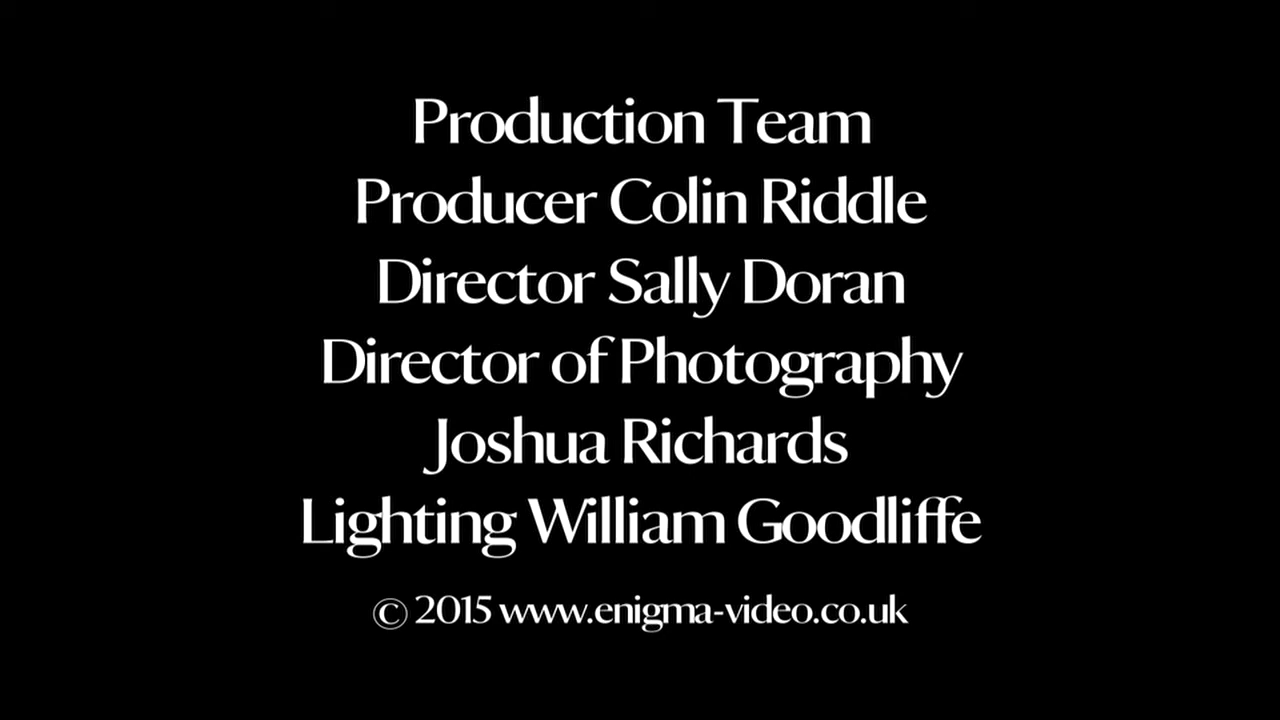 Production Team
Producer Colin Riddle
Director Sally Doran
Director of Photography
Joshua Richards
Lighting William Goodliffe
© 2015 www.enigma-video.co.uk